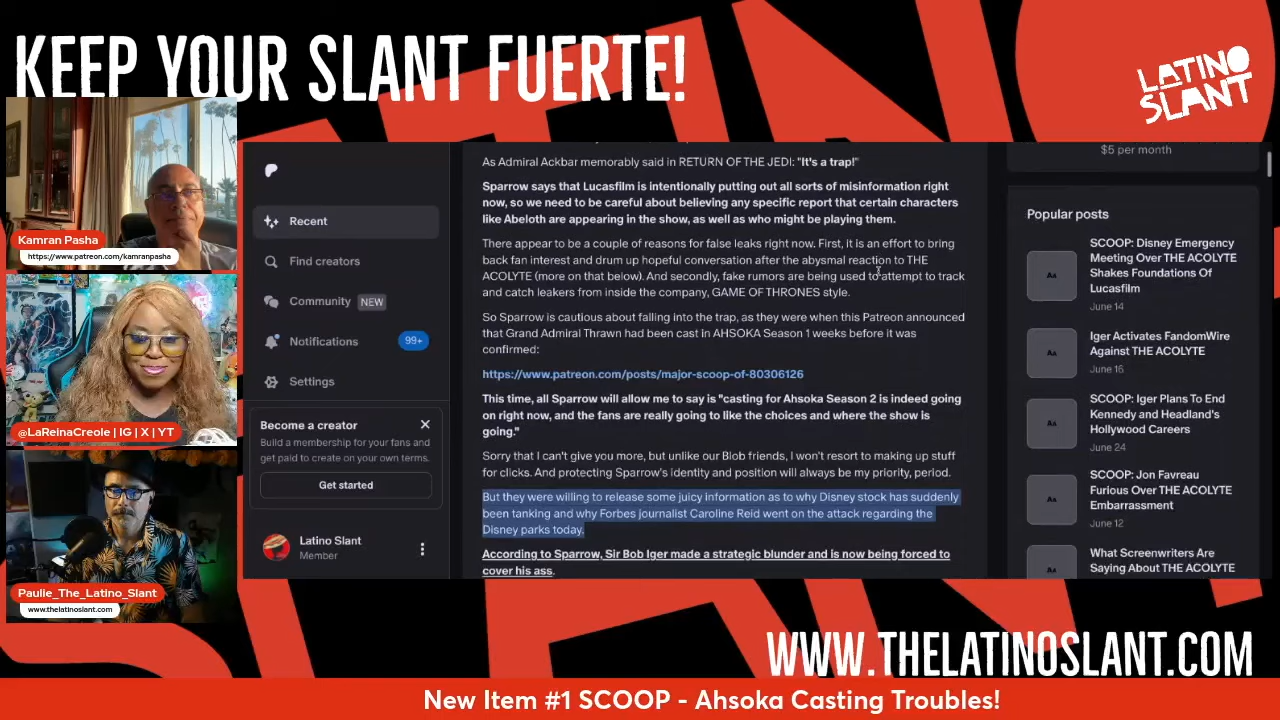 KEEP YOUR SLANT FUERTE!
LATINO
SLANT
Kamran Pasha
https://www.patreon.com/kamranpasha
@LaReinaCreole | IG | X | YT
Paulie_The_Latino_Slant
www.thelatinoslant.com
Recent
Find creators
Community NEW
Notifications 99+
Settings
Become a creator
Build a membership for your fans and
get paid to create on your own terms.
Get started
Latino Slant
Member
As Admiral Ackbar memorably said in RETURN OF THE JEDI: "It's a trap!"
Sparrow says that Lucasfilm is intentionally putting out all sorts of misinformation right
now, so we need to be careful about believing any specific report that certain characters
like Abeloth are appearing in the show, as well as who might be playing them.
There appear to be a couple of reasons for false leaks right now. First, it is an effort to bring
back fan interest and drum up hopeful conversation after the abysmal reaction to THE
ACOLYTE (more on that below). And secondly, fake rumors are being used to attempt to track
and catch leakers from inside the company, GAME OF THRONES style.
So Sparrow is cautious about falling into the trap, as they were when this Patreon announced
that Grand Admiral Thrawn had been cast in AHSOKA Season 1 weeks before it was
confirmed:
https://www.patreon.com/posts/major-scoop-of-80306126
This time, all Sparrow will allow me to say is "casting for Ahsoka Season 2 is indeed going
on right now, and the fans are really going to like the choices and where the show is
going."
Sorry that I can't give you more, but unlike our Blob friends, I won't resort to making up stuff
for clicks. And protecting Sparrow's identity and position will always be my priority, period.
But they were willing to release some juicy information as to why Disney stock has suddenly
been tanking and why Forbes journalist Caroline Reid went on the attack regarding the
Disney parks today.
According to Sparrow, Sir Bob Iger made a strategic blunder and is now being forced to
cover his ass.
$5 per month
Popular posts
Aa
SCOOP: Disney Emergency
Meeting Over THE ACOLYTE
Shakes Foundations Of
Lucasfilm
June 14
Aa
Iger Activates FandomWire
Against THE ACOLYTE
June 16
Aa
SCOOP: Iger Plans To End
Kennedy and Headland's
Hollywood Careers
June 24
Aa
SCOOP: Jon Favreau
Furious Over THE ACOLYTE
Embarrassment
June 12
Aa
What Screenwriters Are
Saying About THE ACOLYTE
WWW.THELATINOSLANT.COM
New Item #1 SCOOP - Ahsoka Casting Troubles!